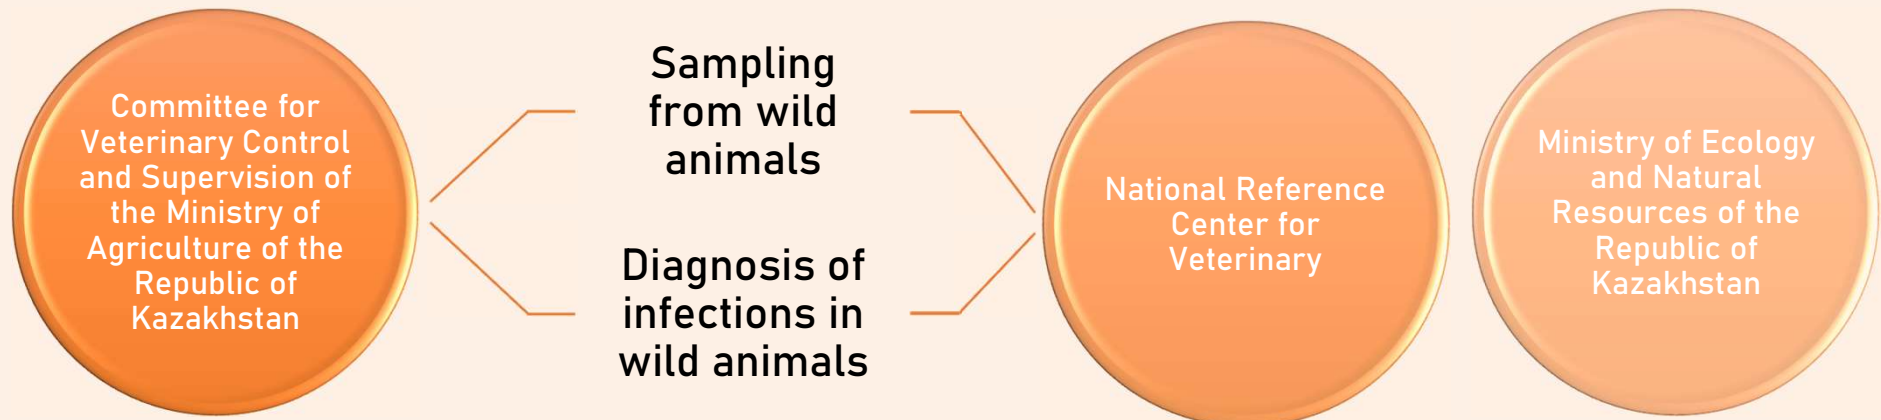 Committee for
Veterinary Control
and Supervision of
the Ministry of
Agriculture of the
Republic of
Kazakhstan
Sampling
from wild
animals
Diagnosis of
infections in
wild animals
National Reference
Center for
Veterinary
Ministry of Ecology
and Natural
Resources of the
Republic of
Kazakhstan